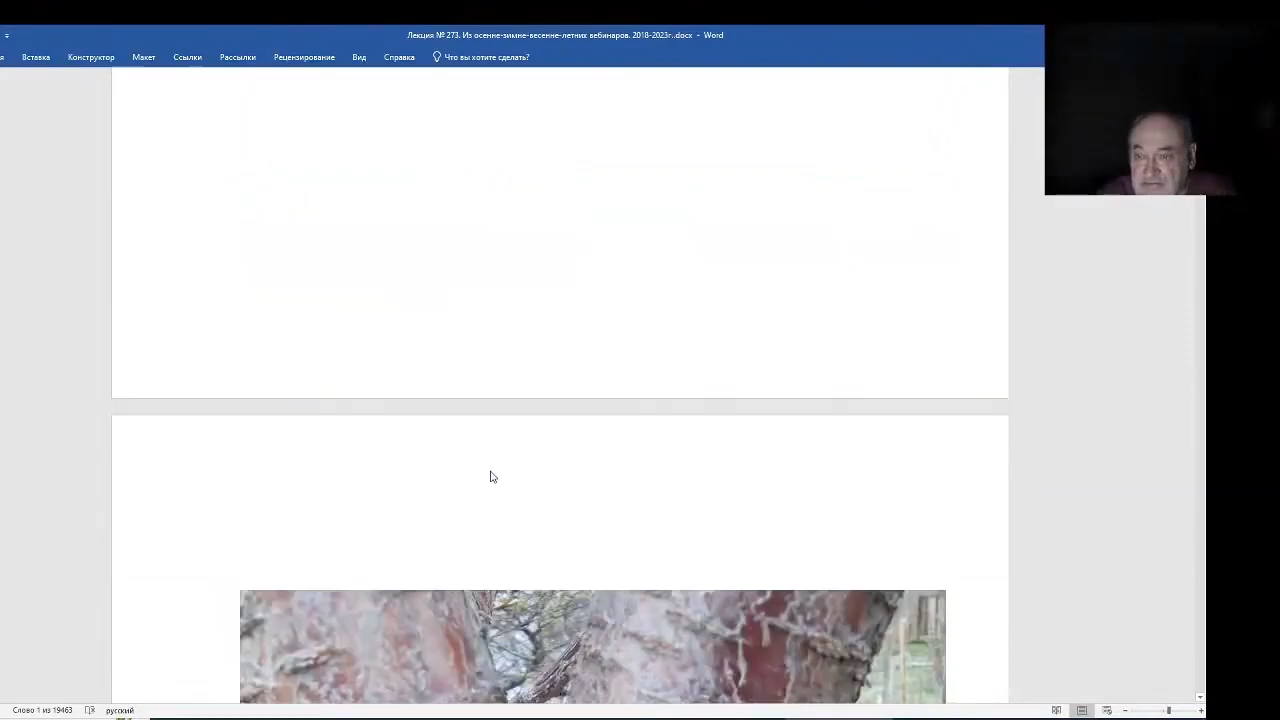 Лекция № 273. Из осенне-зимне-весенне-летних вебинаров. 2018-2023г..docx - Word
Вставка Конструктор Макет Ссылки Рассылки Рецензирование Вид Справка Что вы хотите сделать?
Слово 1 из 19463 русский